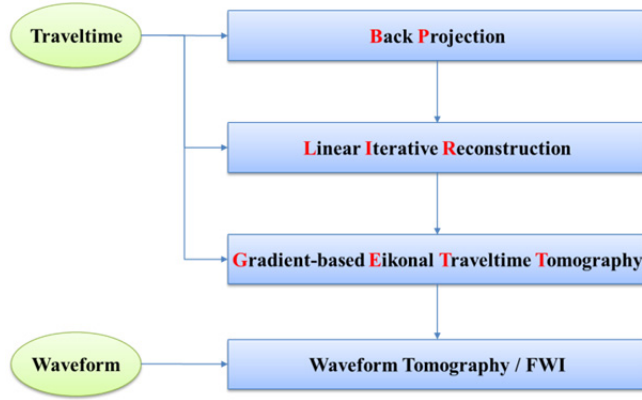 Traveltime
Back Projection
Linear Iterative Reconstruction
Gradient-based Eikonal Traveltime Tomography
Waveform
Waveform Tomography / FWI